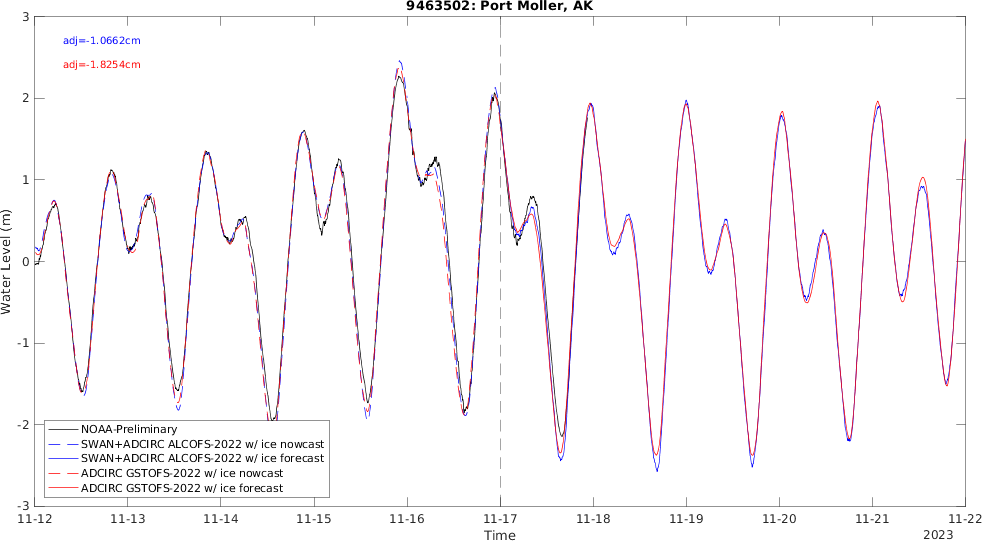 9463502: Port Moller, AK
adj=-1.0662cm
adj=-1.8254cm
Water Level (m)
3
2
1
0
-1
-2
-3
NOAA-Preliminary
SWAN+ADCIRC ALCOFS-2022 w/ ice nowcast
SWAN+ADCIRC ALCOFS-2022 w/ ice forecast
ADCIRC GSTOFS-2022 w/ ice nowcast
ADCIRC GSTOFS-2022 w/ ice forecast
11-12 11-13 11-14 11-15 11-16 11-17 11-18 11-19 11-20 11-21 11-22
Time
2023